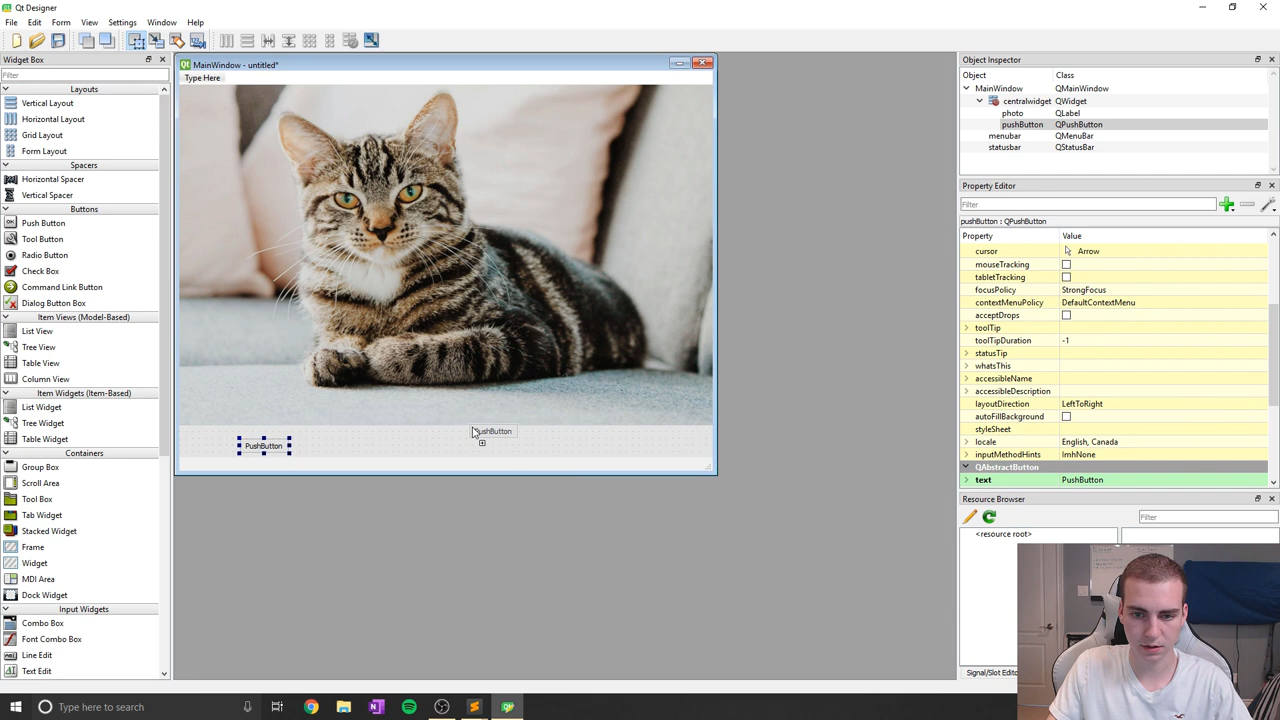 Qt Designer
File Edit Form View Settings Window Help
Widget Box
Filter
Layouts
Vertical Layout
Horizontal Layout
Grid Layout
Form Layout
Spacers
Horizontal Spacer
Vertical Spacer
Buttons
Push Button
Tool Button
Radio Button
Check Box
Command Link Button
Dialog Button Box
Item Views (Model-Based)
List View
Tree View
Table View
Column View
Item Widgets (Item-Based)
List Widget
Tree Widget
Table Widget
Containers
Group Box
Scroll Area
Tool Box
Tab Widget
Stacked Widget
Frame
Widget
MDI Area
Dock Widget
Input Widgets
Combo Box
Font Combo Box
Line Edit
Text Edit
MainWindow - untitled*
Type Here
PushButton
PushButton
Object Inspector
Object Class
MainWindow QMainWindow
centralwidget QWidget
photo QLabel
pushButton QPushButton
menubar QMenuBar
statusbar QStatusBar
Property Editor
Filter
pushButton : QPushButton
Property Value
cursor Arrow
mouseTracking
tabletTracking
focusPolicy StrongFocus
contextMenuPolicy DefaultContextMenu
acceptDrops
toolTip
toolTipDuration -1
statusTip
whatsThis
accessibleName
accessibleDescription
layoutDirection LeftToRight
autoFillBackground
styleSheet
locale English, Canada
inputMethodHints ImhNone
QAbstractButton
text PushButton
Resource Browser
Filter
<resource root>
Signal/Slot Edito
Type here to search